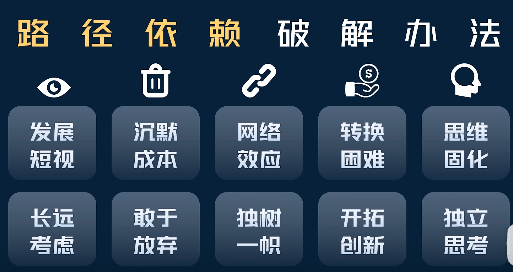 路径依赖破解办法
发展 沉默 网络 转换 思维
短视 成本 效应 困难 固化
长远 敢于 独树 开拓 独立
考虑 放弃 一帜 创新 思考